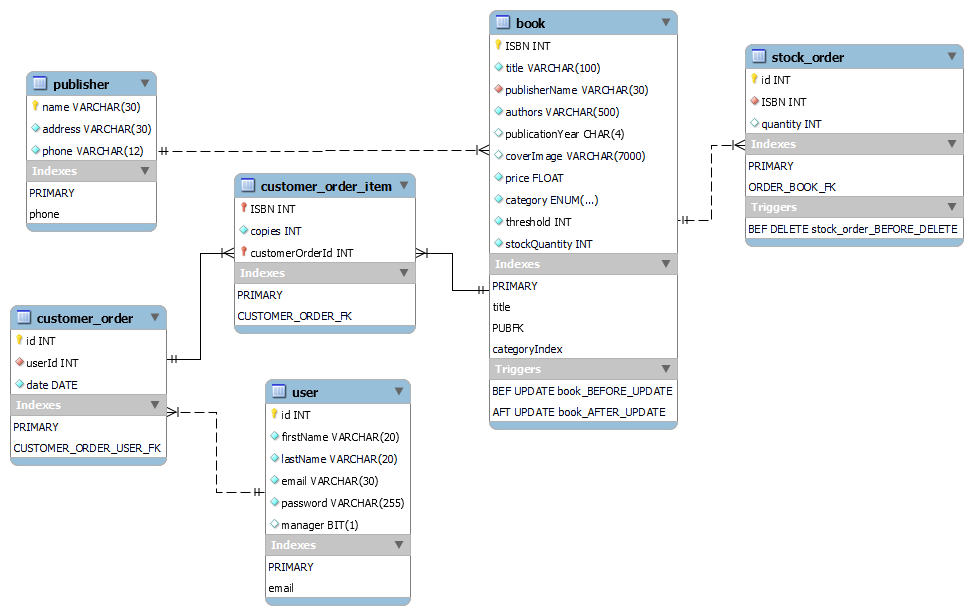 publisher
name VARCHAR(30)
address VARCHAR(30)
phone VARCHAR(12)
Indexes
PRIMARY
phone
customer_order_item
ISBN INT
copies INT
customerOrderId INT
Indexes
PRIMARY
CUSTOMER_ORDER_FK
book
ISBN INT
title VARCHAR(100)
publisherName VARCHAR(30)
authors VARCHAR(500)
publicationYear CHAR(4)
coverImage VARCHAR(7000)
price FLOAT
category ENUM(...)
threshold INT
stockQuantity INT
Indexes
PRIMARY
title
PUBFK
categoryIndex
Triggers
BEF UPDATE book_BEFORE_UPDATE
AFT UPDATE book_AFTER_UPDATE
stock_order
id INT
ISBN INT
quantity INT
Indexes
PRIMARY
ORDER_BOOK_FK
Triggers
BEF DELETE stock_order_BEFORE_DELETE
customer_order
id INT
userId INT
date DATE
Indexes
PRIMARY
CUSTOMER_ORDER_USER_FK
user
id INT
firstName VARCHAR(20)
lastName VARCHAR(20)
email VARCHAR(30)
password VARCHAR(255)
manager BIT(1)
Indexes
PRIMARY
email